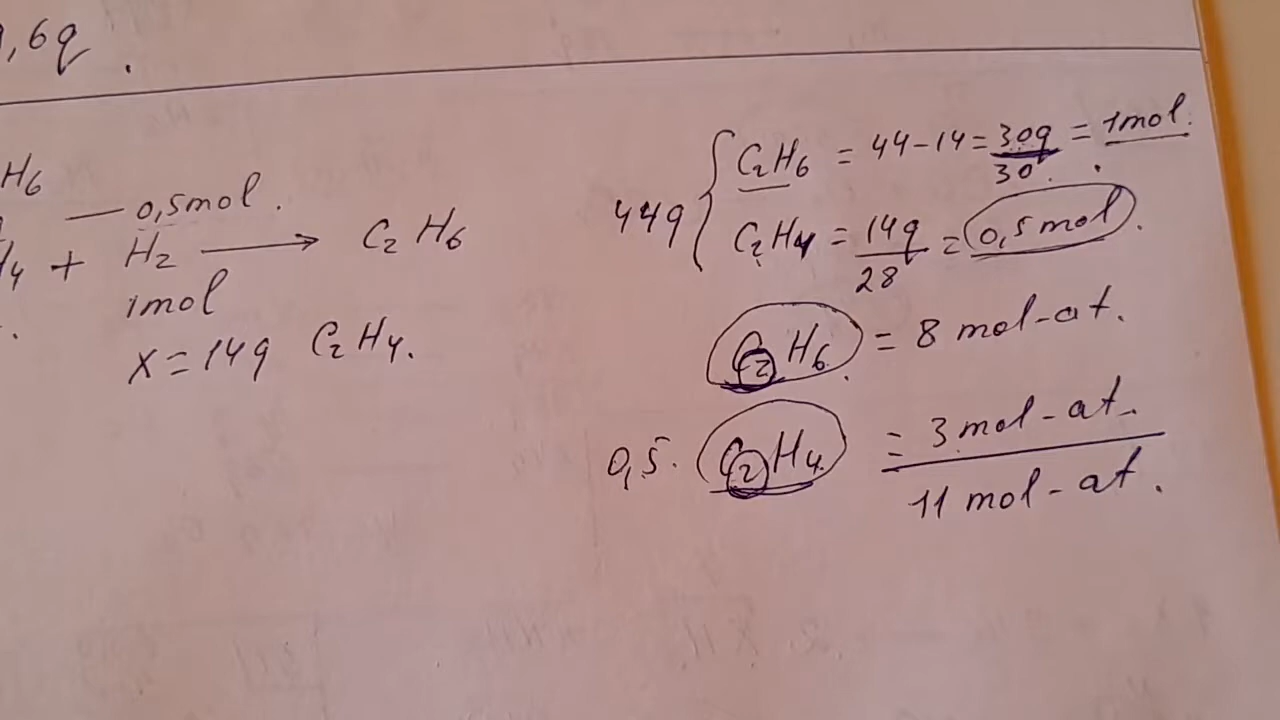 ,6q.
H6
— 0,5mol.
H4 + H2 ⟶ C2H6
1mol
x = 14q C2H4.
44q { C2H6 = 44-14 = 30q/30 = 1mol.
C2H4 = 14q/28 = 0,5mol.
C2H6. = 8 mol-at.
0,5. C2H4. = 3 mol-at.
11 mol-at.